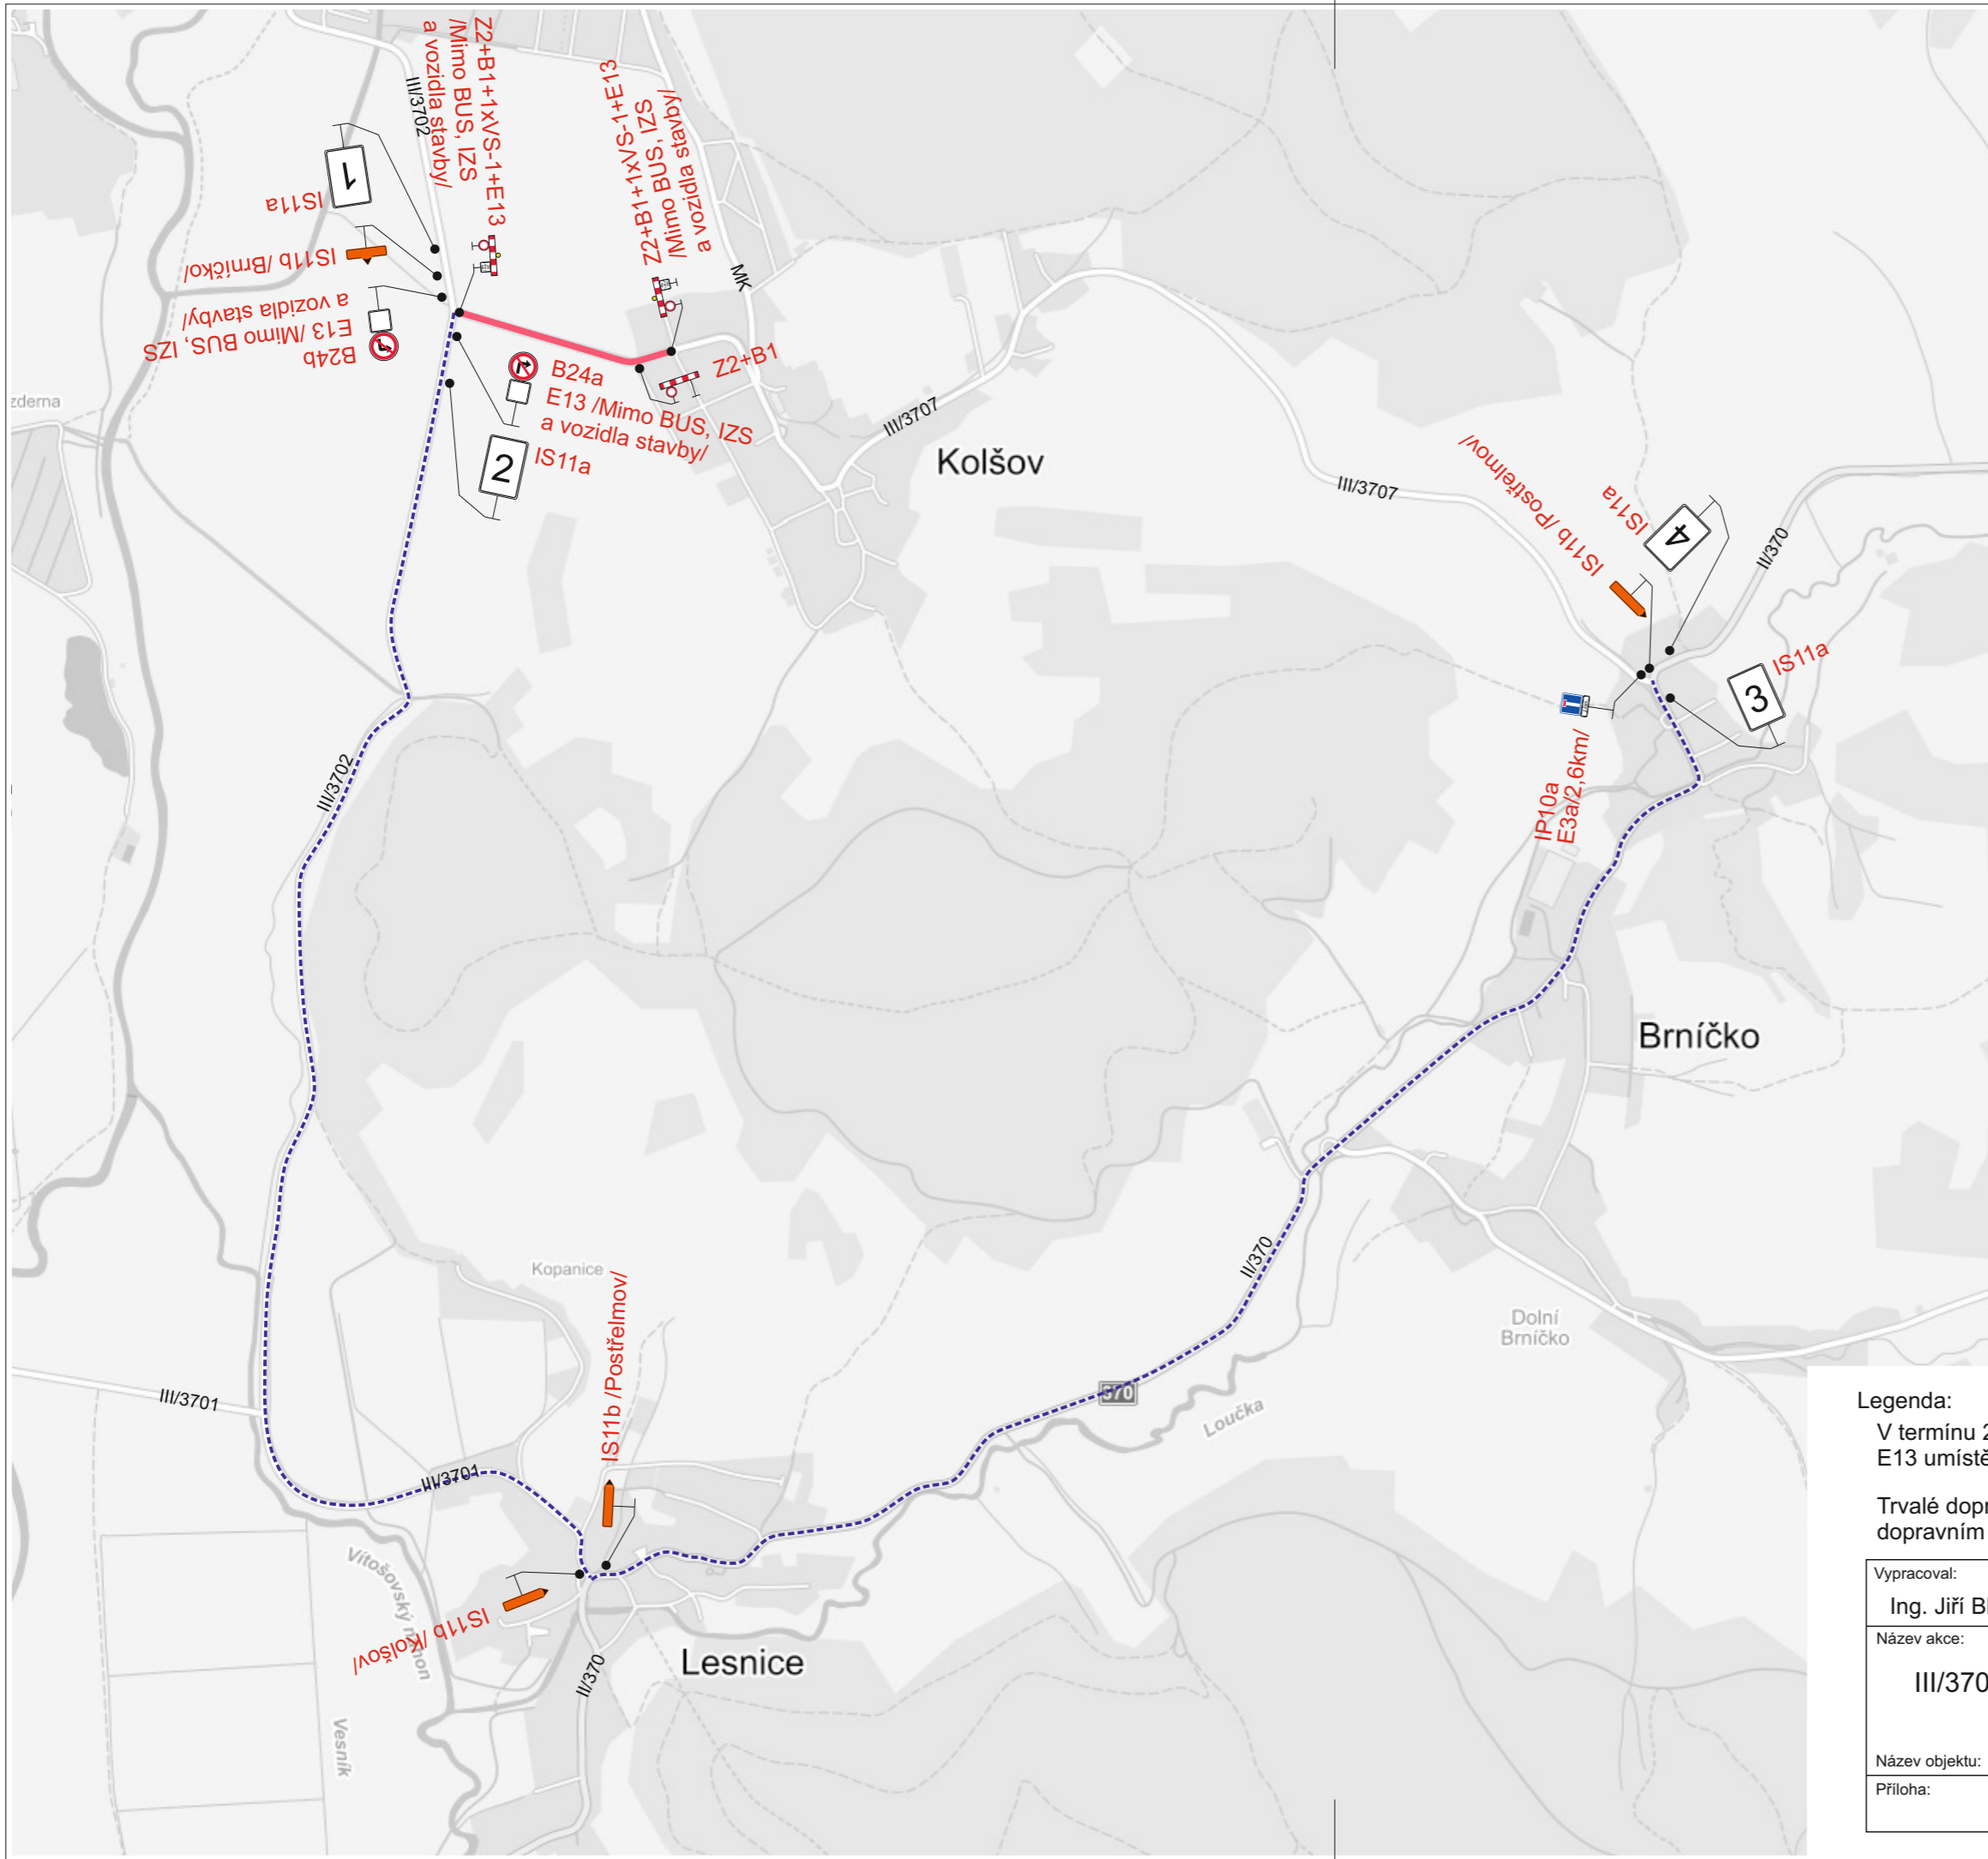 Z2+B1+1xVS-1+E13
/Mimo BUS, IZS
a vozidla stavby/
III/3702
Z2+B1+1xVS-1+E13
/Mimo BUS, IZS
a vozidla stavby/
MK
1
IS11a
IS11b /Brníčko/
B24b
E13 /Mimo BUS, IZS
a vozidla stavby/
Z2+B1
B24a
E13 /Mimo BUS, IZS
a vozidla stavby/
2
IS11a
zderna
III/3707
Kolšov
III/3707
IS11b /Postřelmov/
IS11a
4
II/370
3
IS11a
IP10a
E3a/2,6km/
III/3702
Brníčko
II/370
Kopanice
IS11b /Postřelmov/
Dolní
Brníčko
370
Loučka
III/3701
III/3701
Vitošovský
IS11b /Kolšov/
Lesnice
II/370
Vesník
Legenda:
V termínu 2
E13 umístě
Trvalé dopr
dopravním
Vypracoval:
Ing. Jiří Bl
Název akce:
III/370
Název objektu:
Příloha: